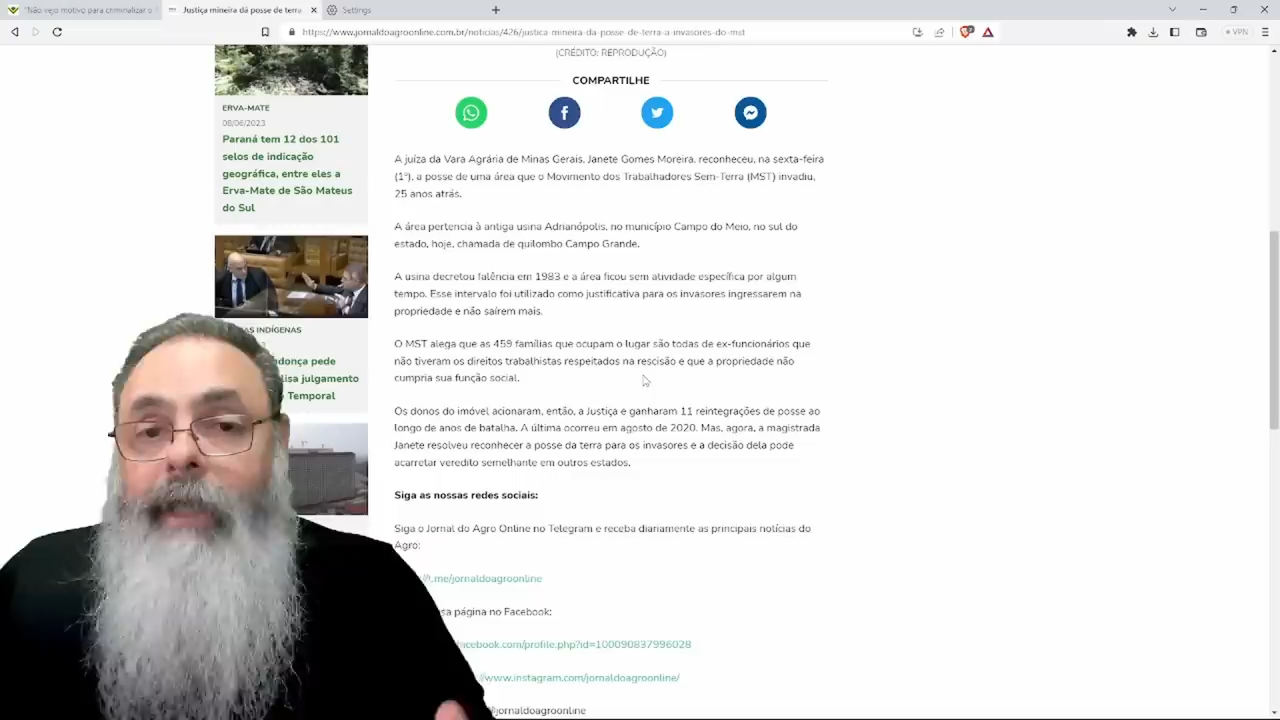 "Não vejo motivo para criminalizar o
Justiça mineira dá posse de terra
Settings
https://www.jornaldoagroonline.com.br/noticias/426/justica-mineira-da-posse-de-terra-a-invasores-do-mst
VPN
(CRÉDITO: REPRODUÇÃO)
COMPARTILHE
ERVA-MATE
08/06/2023
Paraná tem 12 dos 101
selos de indicação
geográfica, entre eles a
Erva-Mate de São Mateus
do Sul
INDÍGENAS
pede
julgamento
Temporal
A juíza da Vara Agrária de Minas Gerais, Janete Gomes Moreira, reconheceu, na sexta-feira
(1º), a posse de uma área que o Movimento dos Trabalhadores Sem-Terra (MST) invadiu,
25 anos atrás.
A área pertencia à antiga usina Adrianópolis, no município Campo do Meio, no sul do
estado, hoje, chamada de quilombo Campo Grande.
A usina decretou falência em 1983 e a área ficou sem atividade específica por algum
tempo. Esse intervalo foi utilizado como justificativa para os invasores ingressarem na
propriedade e não saírem mais.
O MST alega que as 459 famílias que ocupam o lugar são todas de ex-funcionários que
não tiveram os direitos trabalhistas respeitados na rescisão e que a propriedade não
cumpria sua função social.
Os donos do imóvel acionaram, então, a Justiça e ganharam 11 reintegrações de posse ao
longo de anos de batalha. A última ocorreu em agosto de 2020. Mas, agora, a magistrada
Janete resolveu reconhecer a posse da terra para os invasores e a decisão dela pode
acarretar veredito semelhante em outros estados.
Siga as nossas redes sociais:
Siga o Jornal do Agro Online no Telegram e receba diariamente as principais notícias do
Agro:
t.me/jornaldoagroonline
página no Facebook:
facebook.com/profile.php?id=100090837996028
//www.instagram.com/jornaldoagroonline/
@jornaldoagroonline